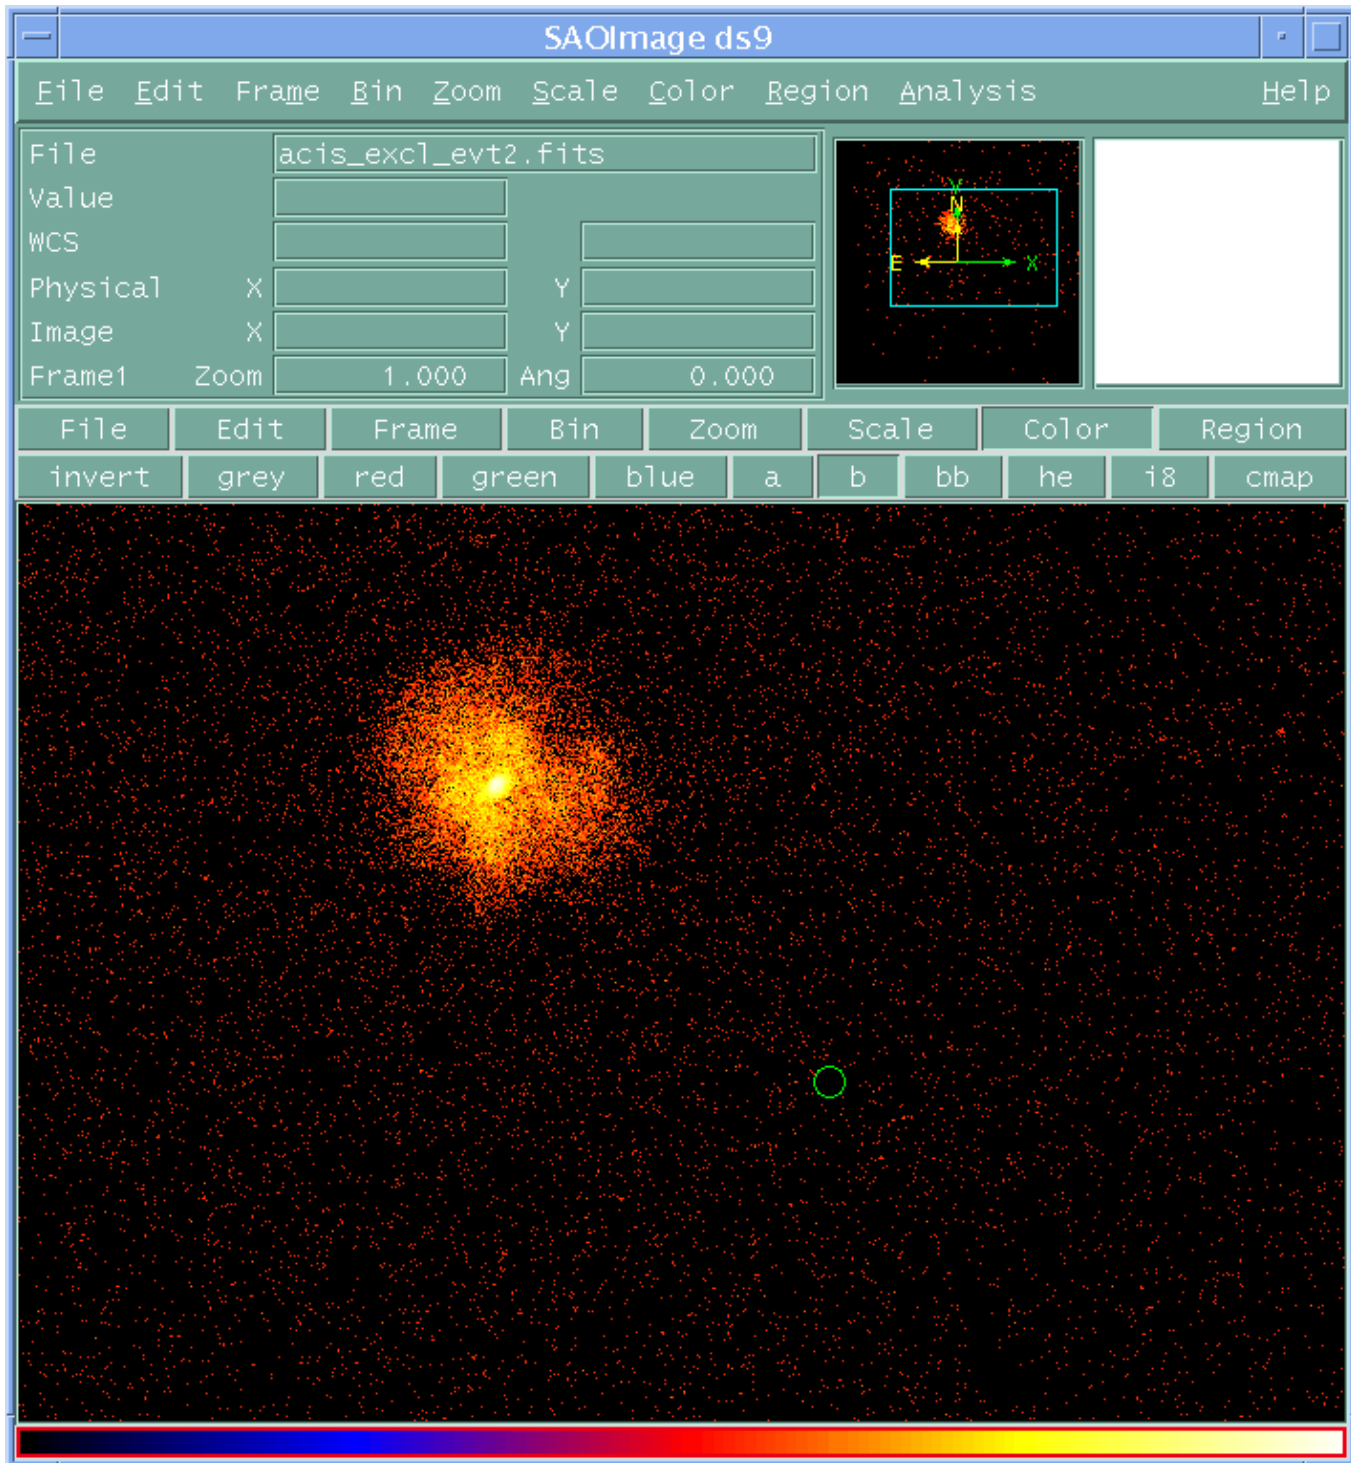 SAOImage ds9
File Edit Frame Bin Zoom Scale Color Region Analysis Help
File acis_excl_evt2.fits
Value
WCS
Physical X Y
Image X Y
Frame1 Zoom 1.000 Ang 0.000
Y
N
E X
File Edit Frame Bin Zoom Scale Color Region
invert grey red green blue a b bb he i8 cmap